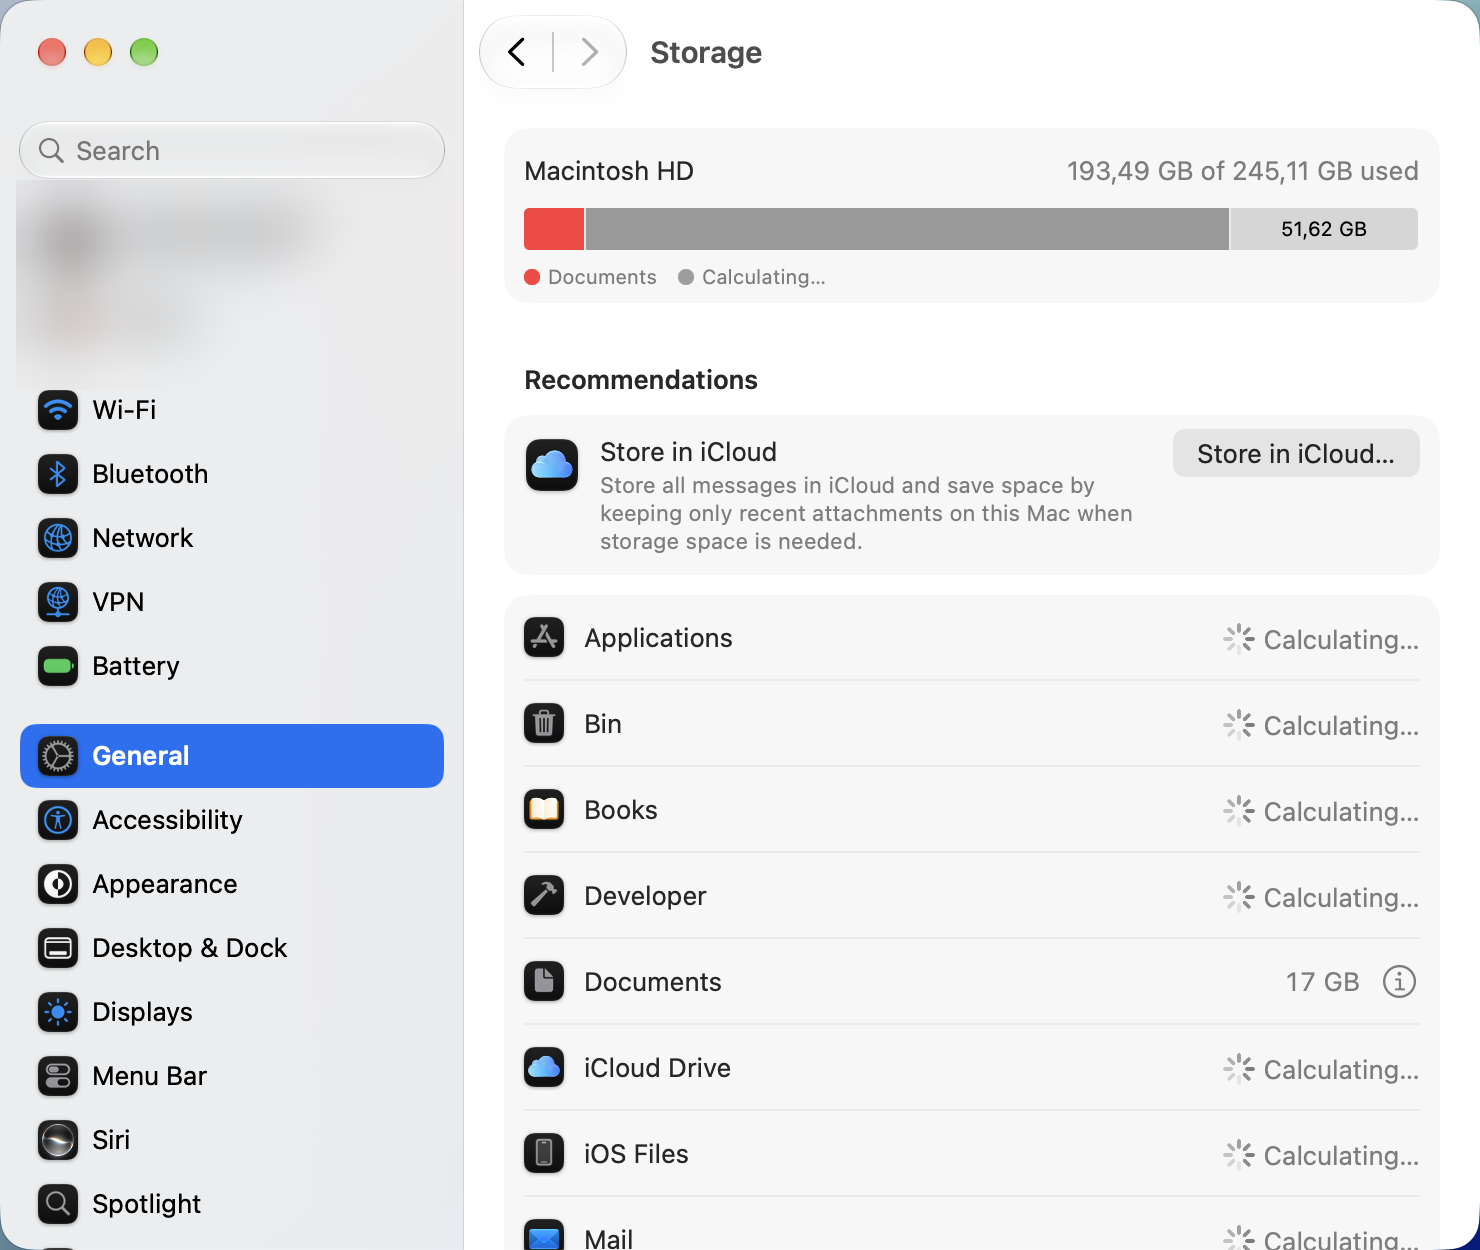 Search
Wi-Fi
Bluetooth
Network
VPN
Battery
General
Accessibility
Appearance
Desktop & Dock
Displays
Menu Bar
Siri
Spotlight
Storage
Macintosh HD
193,49 GB of 245,11 GB used
51,62 GB
Documents
Calculating...
Recommendations
Store in iCloud
Store all messages in iCloud and save space by
keeping only recent attachments on this Mac when
storage space is needed.
Store in iCloud...
Applications Calculating...
Bin Calculating...
Books Calculating...
Developer Calculating...
Documents 17 GB
iCloud Drive Calculating...
iOS Files Calculating...
Mail Calculating...